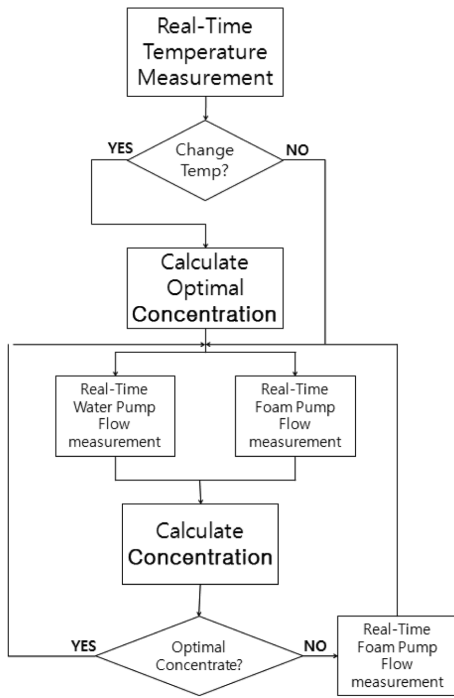 Real-Time
Temperature
Measurement
YES
NO
Change
Temp?
Calculate
Optimal
Concentration
Real-Time
Water Pump
Flow
measurement
Real-Time
Foam Pump
Flow
measurement
Calculate
Concentration
YES
Optimal
Concentrate?
NO
Real-Time
Foam Pump
Flow
measurement